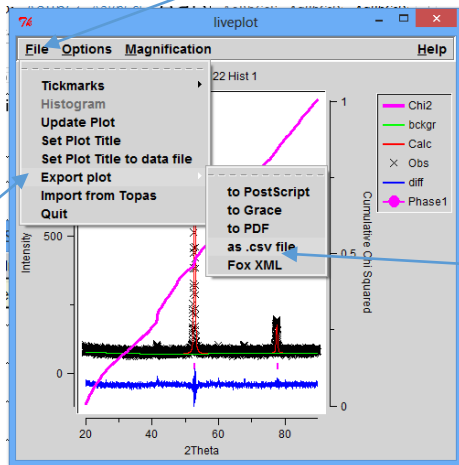 liveplot
File Options Magnification Help
22 Hist 1
Tickmarks
Histogram
Update Plot
Set Plot Title
Set Plot Title to data file
Export plot
Import from Topas
Quit
to PostScript
to Grace
to PDF
as .csv file
Fox XML
Chi2
bckgr
Calc
Obs
diff
Phase1
Intensity
500
0
1
0.5
0
Cumulative Chi Squared
20 40 60 80
2Theta